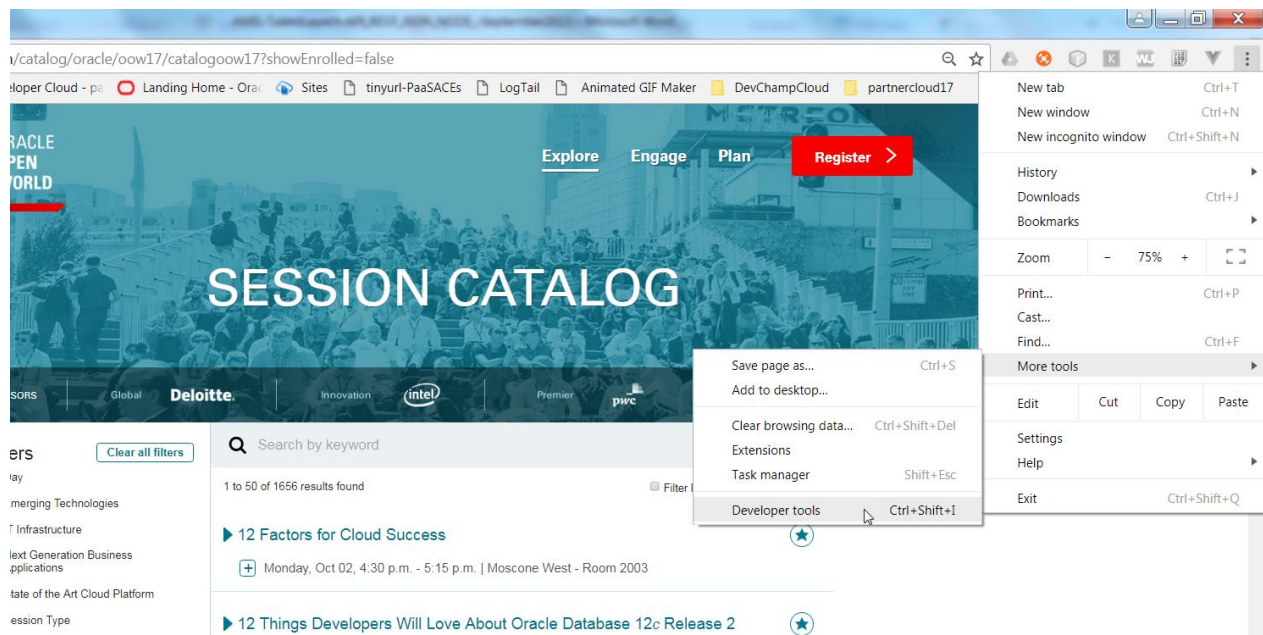 n/catalog/oracle/oow17/catalogoow17?showEnrolled=false
eloper Cloud - pa Landing Home - Orac Sites tinyurl-PaaSACEs LogTail Animated GIF Maker DevChampCloud partnercloud17
RACLE
PEN
WORLD
METREON
Explore Engage Plan Register
SESSION CATALOG
SORS Global Deloitte. Innovation intel Premier pwc
ers Clear all filters
Search by keyword
1 to 50 of 1656 results found
Filter
Day
merging Technologies
T Infrastructure
Next Generation Business
Applications
tate of the Art Cloud Platform
ession Type
12 Factors for Cloud Success
Monday, Oct 02, 4:30 p.m. - 5:15 p.m. | Moscone West - Room 2003
12 Things Developers Will Love About Oracle Database 12c Release 2
New tab Ctrl+T
New window Ctrl+N
New incognito window Ctrl+Shift+N
History
Downloads Ctrl+J
Bookmarks
Zoom - 75% +
Print... Ctrl+P
Cast...
Find... Ctrl+F
More tools
Edit Cut Copy Paste
Settings
Help
Exit Ctrl+Shift+Q
Save page as... Ctrl+S
Add to desktop...
Clear browsing data... Ctrl+Shift+Del
Extensions
Task manager Shift+Esc
Developer tools Ctrl+Shift+I